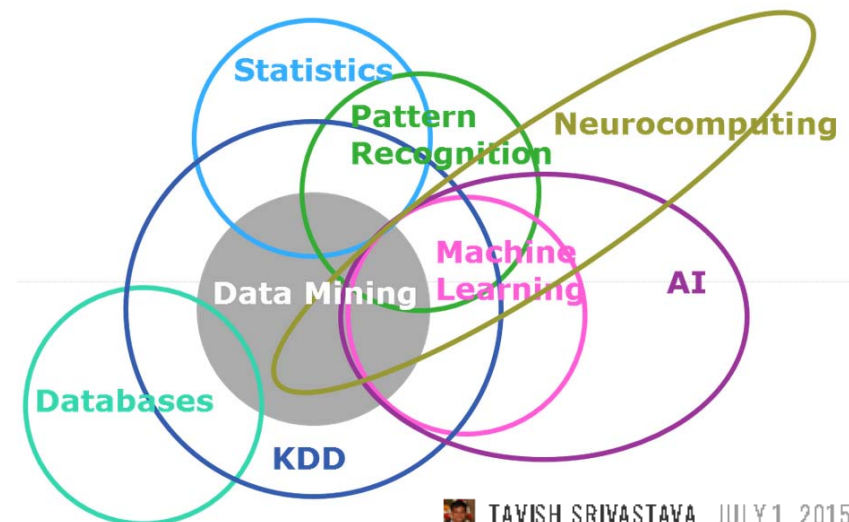 Statistics
Pattern
Recognition
Neurocomputing
Machine
Learning
AI
Data Mining
Databases
KDD
TAVISH SRIVASTAVA JULY 1, 2015